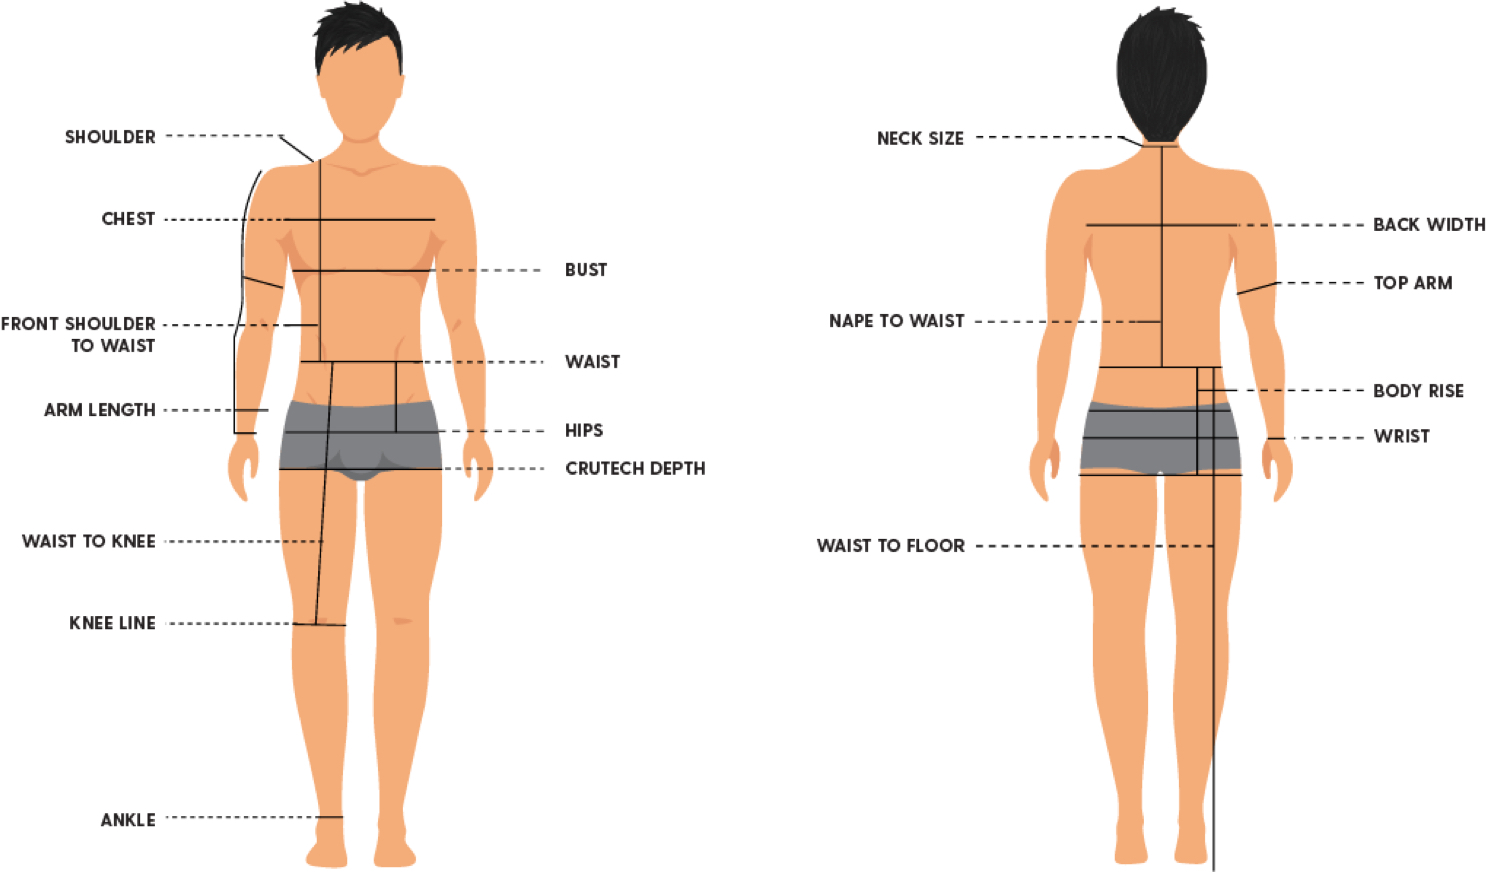 SHOULDER
CHEST
BUST
FRONT SHOULDER
TO WAIST
WAIST
ARM LENGTH
HIPS
CRUTECH DEPTH
WAIST TO KNEE
KNEE LINE
ANKLE
NECK SIZE
BACK WIDTH
TOP ARM
NAPE TO WAIST
BODY RISE
WRIST
WAIST TO FLOOR